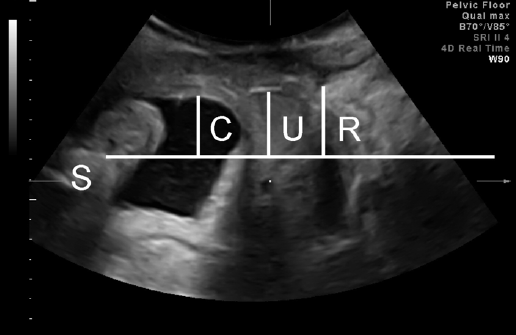 Pelvic Floor
Qual max
B70°/V85°
SRI II 4
4D Real Time
W90
C U R
S